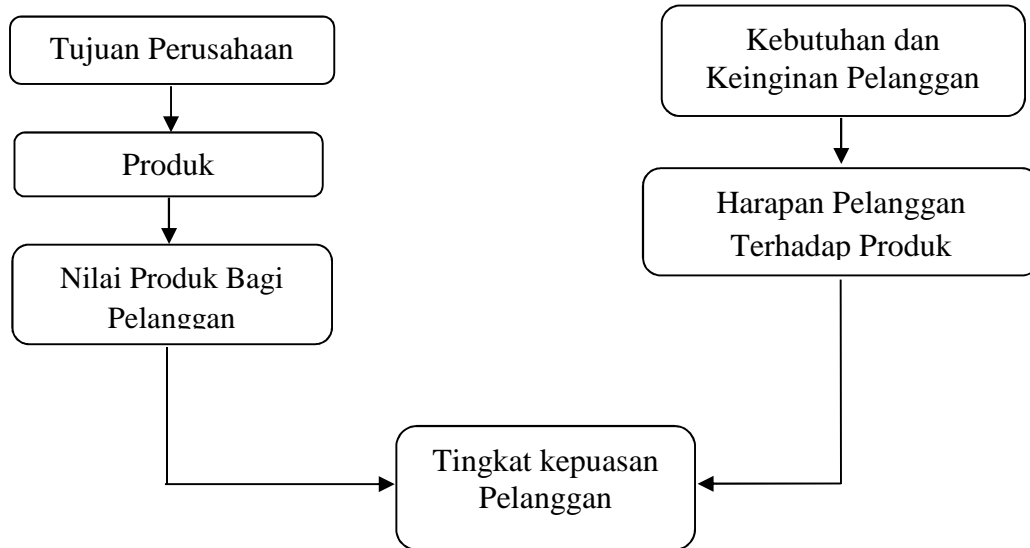 Tujuan Perusahaan
Produk
Nilai Produk Bagi
Pelanggan
Kebutuhan dan
Keinginan Pelanggan
Harapan Pelanggan
Terhadap Produk
Tingkat kepuasan
Pelanggan